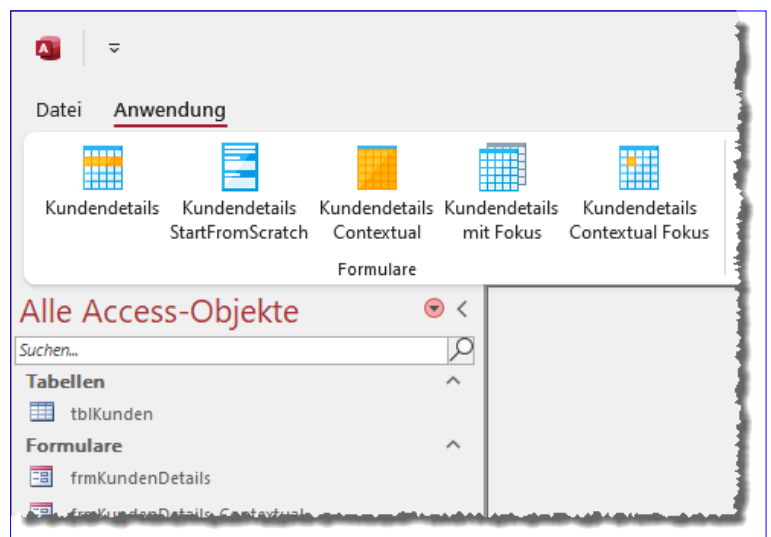 Datei Anwendung
Kundendetails Kundendetails Kundendetails Kundendetails Kundendetails
StartFromScratch Contextual mit Fokus Contextual Fokus
Formulare
Alle Access-Objekte
Suchen...
Tabellen
tblKunden
Formulare
frmKundenDetails
frmKundenDetails_Contextual